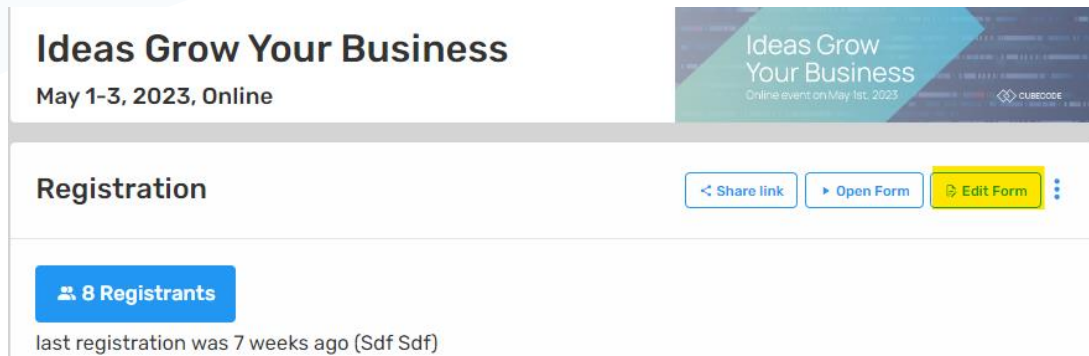 Ideas Grow Your Business
May 1-3, 2023, Online
Ideas Grow
Your Business
Online event on May 1st, 2023
CUBECODE
Registration
Share link
Open Form
Edit Form
8 Registrants
last registration was 7 weeks ago (Sdf Sdf)